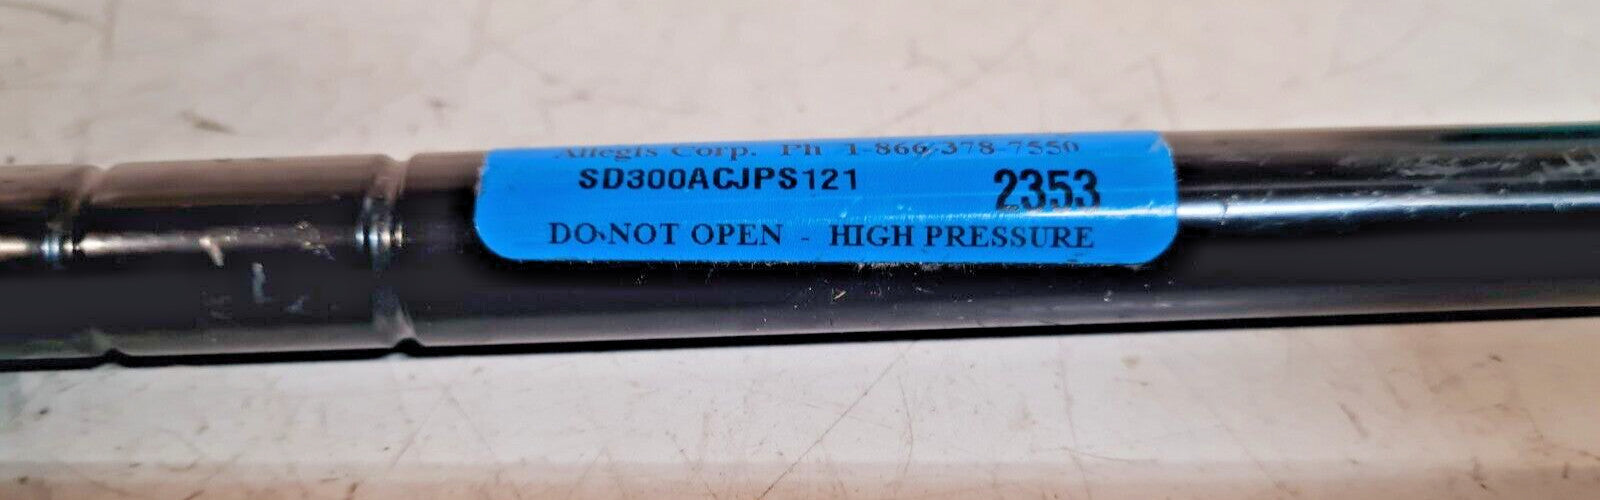 Allegis Corp. Ph 1-866-378-7550
SD300ACJPS121 2353
DO NOT OPEN - HIGH PRESSURE